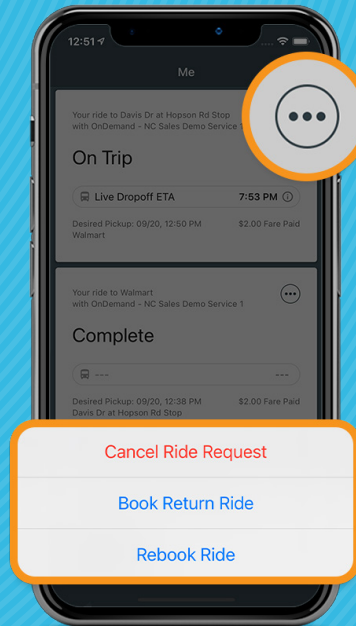 12:51
Me
Your ride to Davis Dr at Hopson Rd Stop
with OnDemand - NC Sales Demo Service
On Trip
Live Dropoff ETA 7:53 PM
Desired Pickup: 09/20, 12:50 PM $2.00 Fare Paid
Walmart
Your ride to Walmart
with OnDemand - NC Sales Demo Service 1
Complete
--- ---
Desired Pickup: 09/20, 12:38 PM $2.00 Fare Paid
Davis Dr at Hopson Rd Stop
Cancel Ride Request
Book Return Ride
Rebook Ride